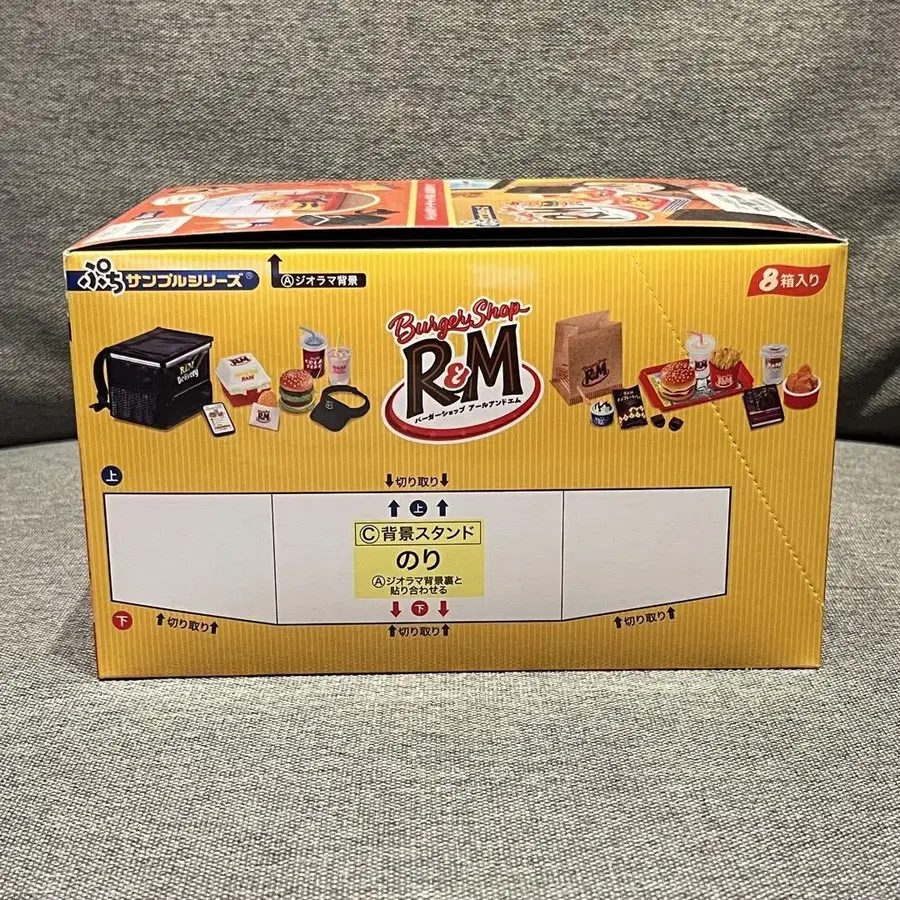 ぷちサンプルシリーズ®
Ⓐジオラマ背景
8箱入り
Burger Shop
R&M
バーガーショップ アールアンドエム
R&M
Delivery
R&M
R&M
R&M
上
切り取り
上
Ⓒ背景スタンド
のり
Ⓐジオラマ背景裏と
貼り合わせる
下
下
切り取り
切り取り
切り取り